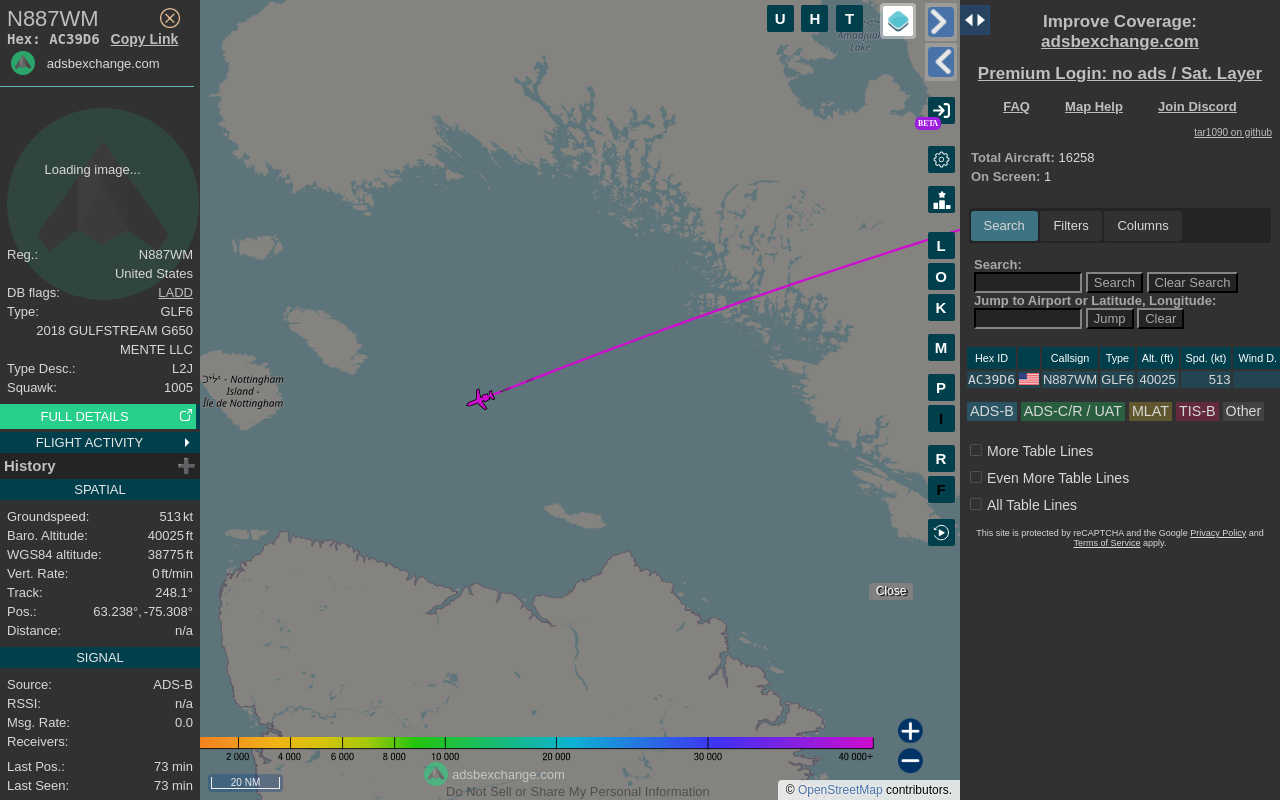 N887WM
Hex: AC39D6 Copy Link
adsbexchange.com
Loading image...
Reg.: N887WM
United States
DB flags: LADD
Type: GLF6
2018 GULFSTREAM G650
MENTE LLC
Type Desc.: L2J
Squawk: 1005
FULL DETAILS
FLIGHT ACTIVITY
History
SPATIAL
Groundspeed: 513 kt
Baro. Altitude: 40025 ft
WGS84 altitude: 38775 ft
Vert. Rate: 0 ft/min
Track: 248.1°
Pos.: 63.238°, -75.308°
Distance: n/a
SIGNAL
Source: ADS-B
RSSI: n/a
Msg. Rate: 0.0
Receivers:
Last Pos.: 73 min
Last Seen: 73 min
U H T
Amadjuak
Lake
BETA
L
O
K
M
P
I
R
F
- Nottingham
Island -
Île de Nottingham
Close
2 000 4 000 6 000 8 000 10 000 20 000 30 000 40 000+
20 NM
adsbexchange.com
Do Not Sell or Share My Personal Information
© OpenStreetMap contributors.
Improve Coverage:
adsbexchange.com
Premium Login: no ads / Sat. Layer
FAQ Map Help Join Discord
tar1090 on github
Total Aircraft: 16258
On Screen: 1
Search Filters Columns
Search:
Search Clear Search
Jump to Airport or Latitude, Longitude:
Jump Clear
Hex ID Callsign Type Alt. (ft) Spd. (kt) Wind D.
AC39D6 N887WM GLF6 40025 513
ADS-B ADS-C/R / UAT MLAT TIS-B Other
More Table Lines
Even More Table Lines
All Table Lines
This site is protected by reCAPTCHA and the Google Privacy Policy and
Terms of Service apply.